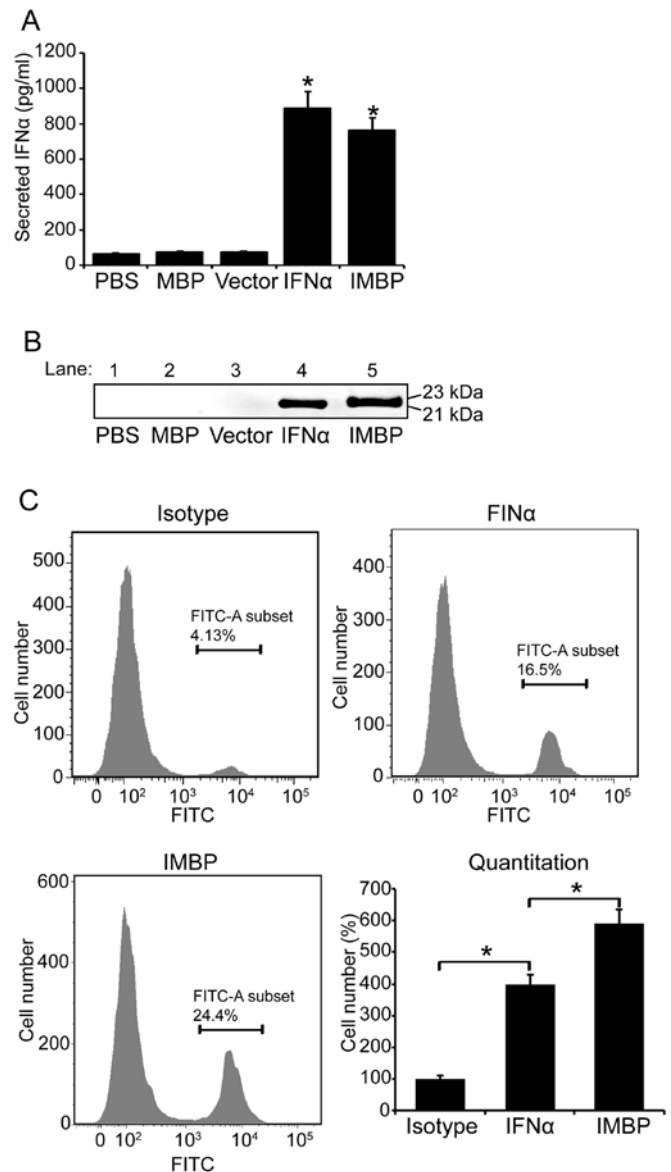 A
Secreted IFNα (pg/ml)
1200
1000
800
600
400
200
0
*
*
PBS MBP Vector IFNα IMBP
B
Lane: 1 2 3 4 5
23 kDa
21 kDa
PBS MBP Vector IFNα IMBP
C
Isotype
Cell number
500
400
300
200
100
0
FITC-A subset
4.13%
0 10² 10³ 10⁴ 10⁵
FITC
FINα
Cell number
400
300
200
100
0
FITC-A subset
16.5%
0 10² 10³ 10⁴ 10⁵
FITC
IMBP
Cell number
600
400
200
0
FITC-A subset
24.4%
0 10² 10³ 10⁴ 10⁵
FITC
Quantitation
Cell number (%)
700
600
500
400
300
200
100
0
*
*
Isotype IFNα IMBP